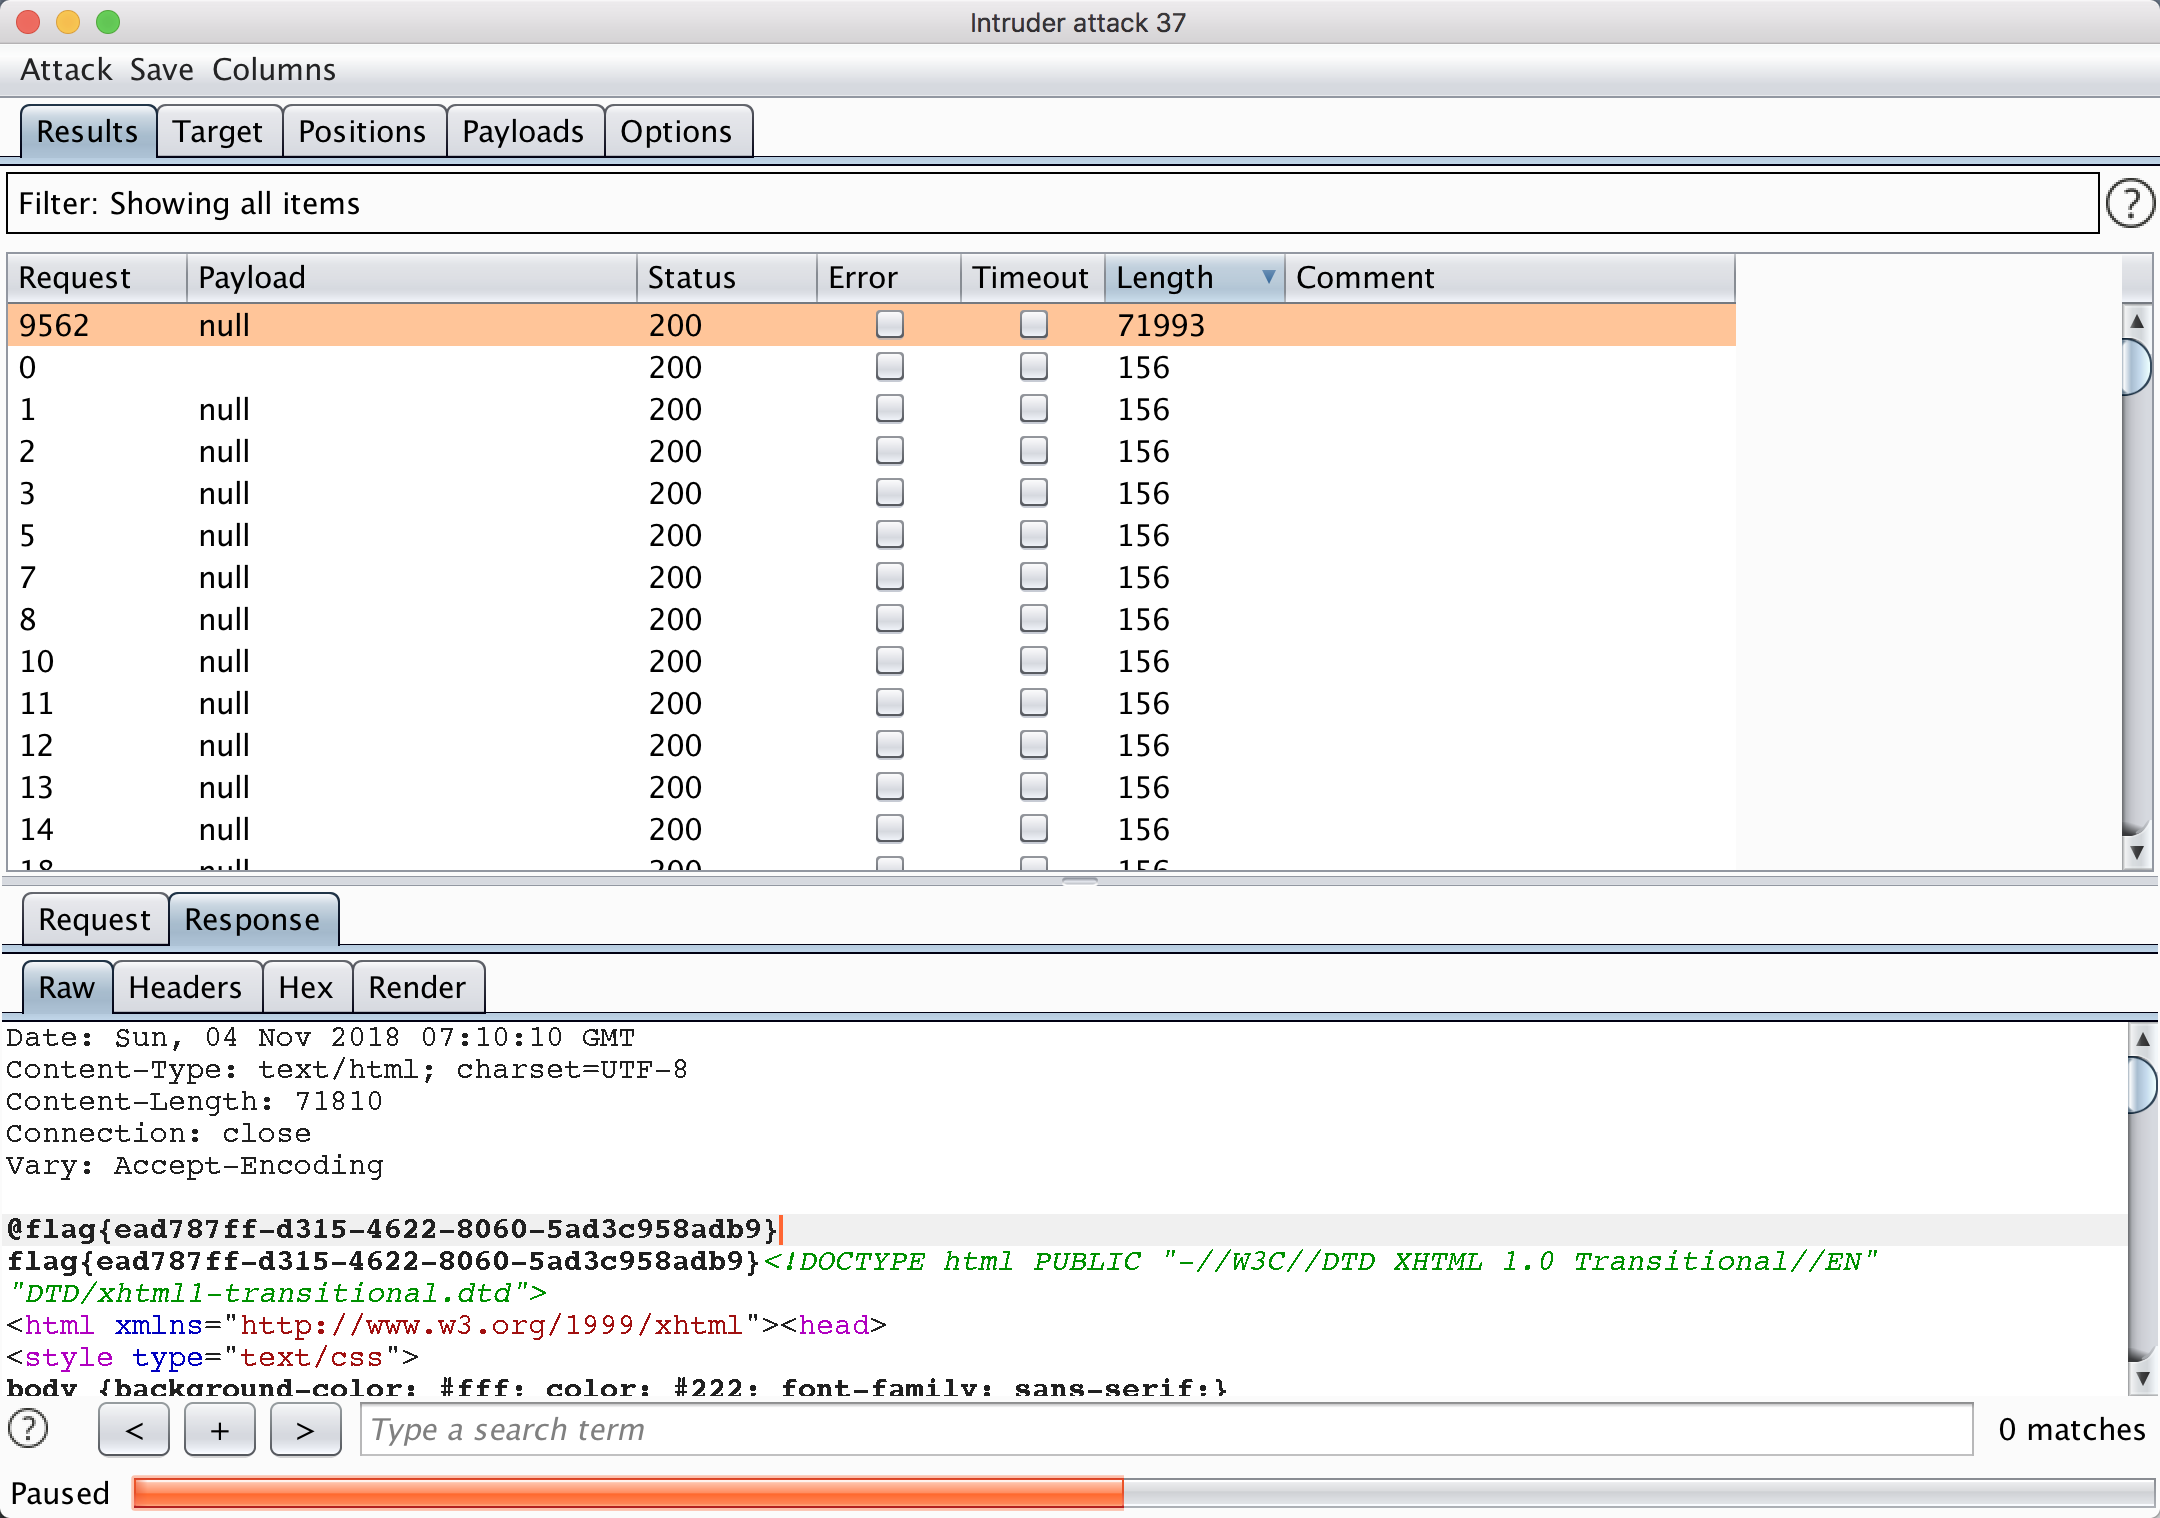 Intruder attack 37
Attack Save Columns
Results Target Positions Payloads Options
Filter: Showing all items ?
Request Payload Status Error Timeout Length Comment
9562 null 200 71993
0 200 156
1 null 200 156
2 null 200 156
3 null 200 156
5 null 200 156
7 null 200 156
8 null 200 156
10 null 200 156
11 null 200 156
12 null 200 156
13 null 200 156
14 null 200 156
18 null 200 156
Request Response
Raw Headers Hex Render
Date: Sun, 04 Nov 2018 07:10:10 GMT
Content-Type: text/html; charset=UTF-8
Content-Length: 71810
Connection: close
Vary: Accept-Encoding
@flag{ead787ff-d315-4622-8060-5ad3c958adb9}
flag{ead787ff-d315-4622-8060-5ad3c958adb9}<!DOCTYPE html PUBLIC "-//W3C//DTD XHTML 1.0 Transitional//EN"
"DTD/xhtml1-transitional.dtd">
<html xmlns="http://www.w3.org/1999/xhtml"><head>
<style type="text/css">
body {background-color: #fff; color: #222; font-family: sans-serif;}
? < + > Type a search term 0 matches
Paused